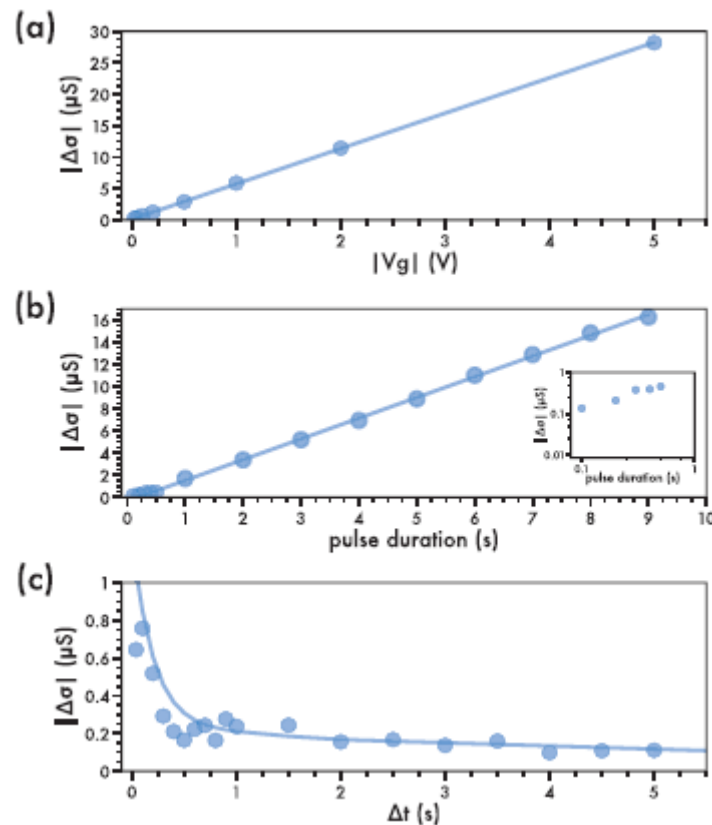 (a)
30
25
20
15
10
5
0
|Δσ| (µS)
0 1 2 3 4 5
|Vg| (V)
(b)
16
14
12
10
8
6
4
2
0
|Δσ| (µS)
1
0.1
0.01
|Δσ| (µS)
0.1 1
pulse duration (s)
0 1 2 3 4 5 6 7 8 9 10
pulse duration (s)
(c)
1
0.8
0.6
0.4
0.2
0
|Δσ| (µS)
0 1 2 3 4 5
Δt (s)